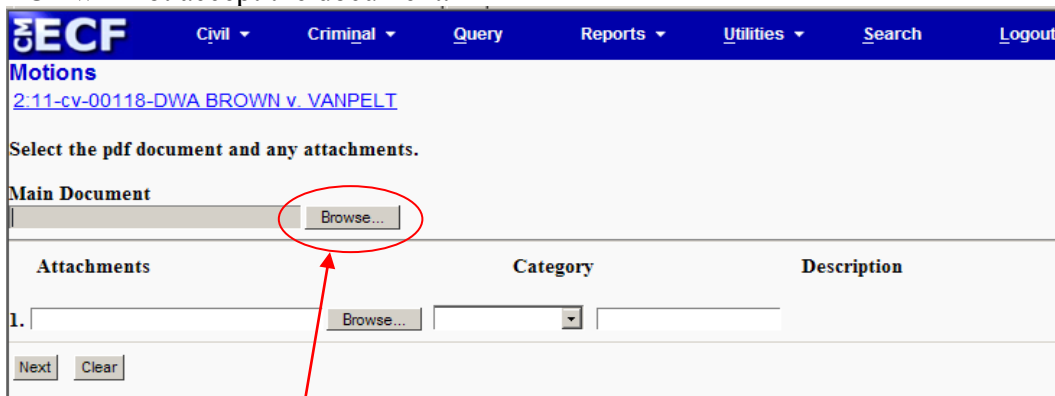 CM ECF Civil Criminal Query Reports Utilities Search Logout
Motions
2:11-cv-00118-DWA BROWN v. VANPELT
Select the pdf document and any attachments.
Main Document
Browse...
Attachments Category Description
1. Browse...
Next Clear